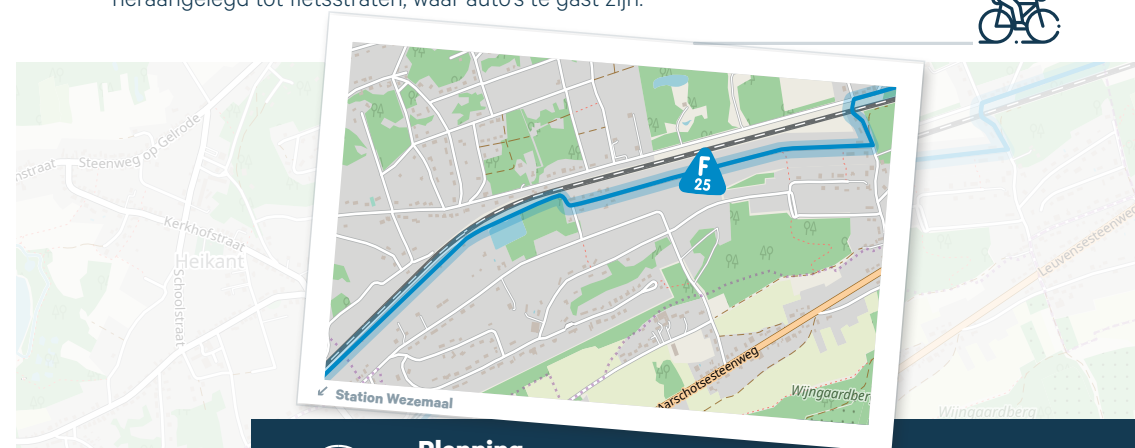 heraangelegd tot fietsstraten, waar auto's te gast zijn.
Steenweg op Gelrode
Kerkhofstraat
Heikant
Schoolstraat
F
25
Leuvensesteenweg
Aarschotsesteenweg
Wijngaardber
Wijngaardberg
↙ Station Wezemaal
Planning